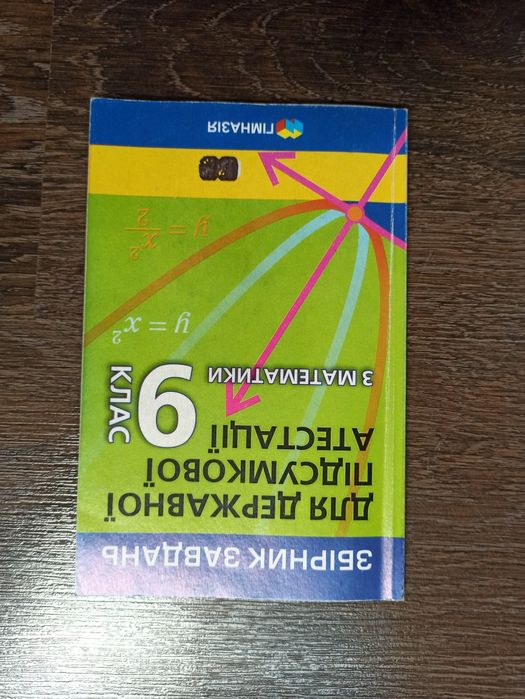 ЗБІРНИК ЗАВДАНЬ
ДЛЯ ДЕРЖАВНОЇ
ПІДСУМКОВОЇ
АТЕСТАЦІЇ
З МАТЕМАТИКИ
9
КЛАС
y = x²
y = x²/2
ГІМНАЗІЯ